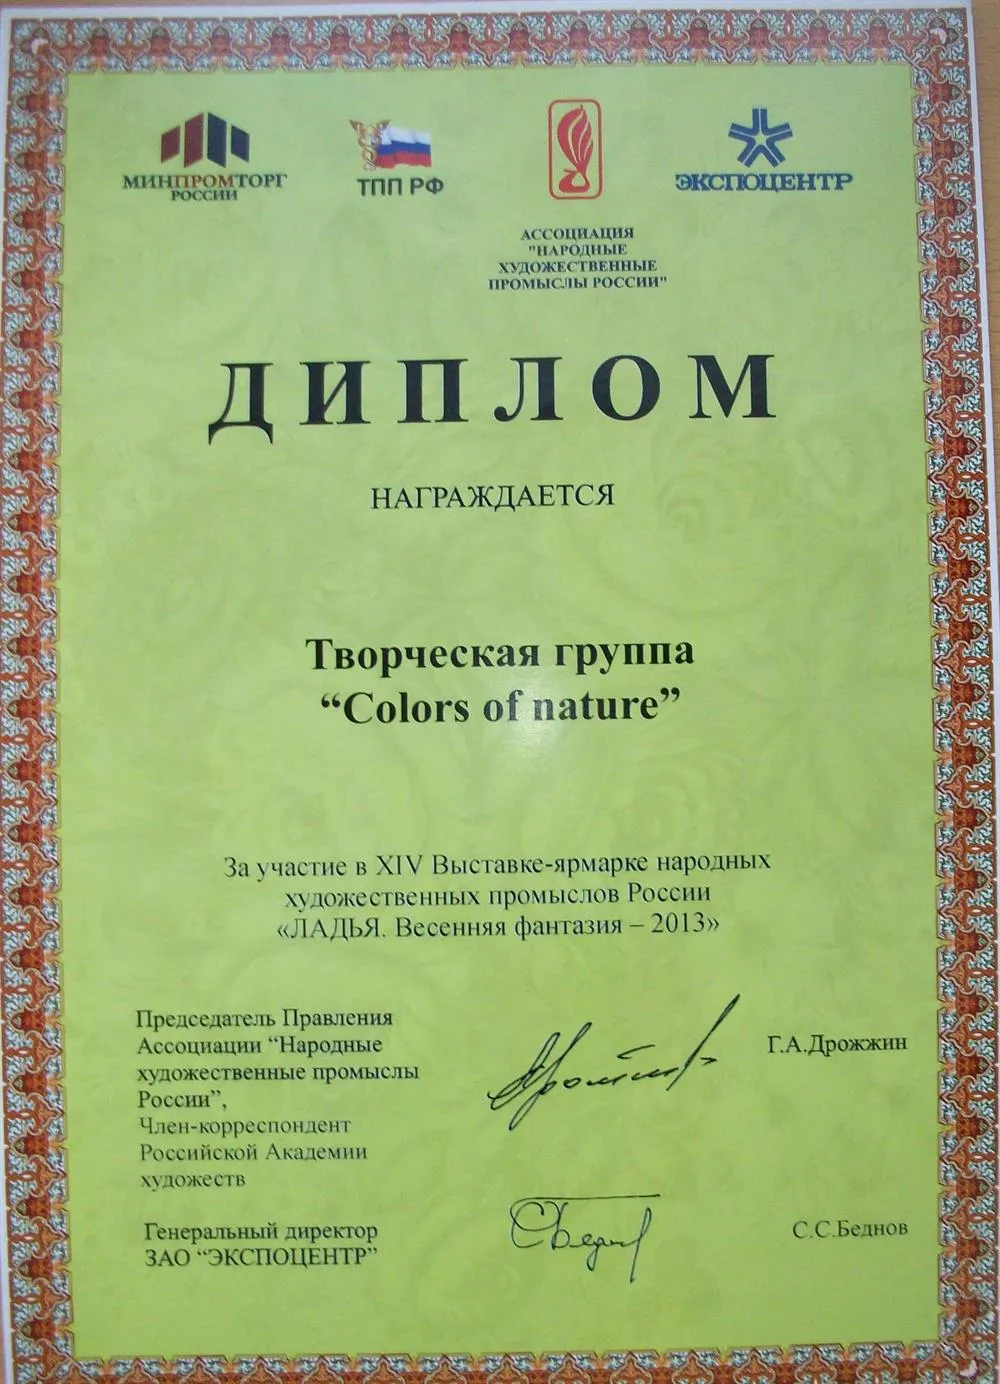 МИНПРОМТОРГ
РОССИИ
ТПП РФ
ЭКСПОЦЕНТР
АССОЦИАЦИЯ
"НАРОДНЫЕ
ХУДОЖЕСТВЕННЫЕ
ПРОМЫСЛЫ РОССИИ"
ДИПЛОМ
НАГРАЖДАЕТСЯ
Творческая группа
“Colors of nature”
За участие в XIV Выставке-ярмарке народных
художественных промыслов России
«ЛАДЬЯ. Весенняя фантазия – 2013»
Председатель Правления
Ассоциации “Народные
художественные промыслы
России”,
Член-корреспондент
Российской Академии
художеств
Г.А.Дрожжин
Генеральный директор
ЗАО “ЭКСПОЦЕНТР”
С.С.Беднов